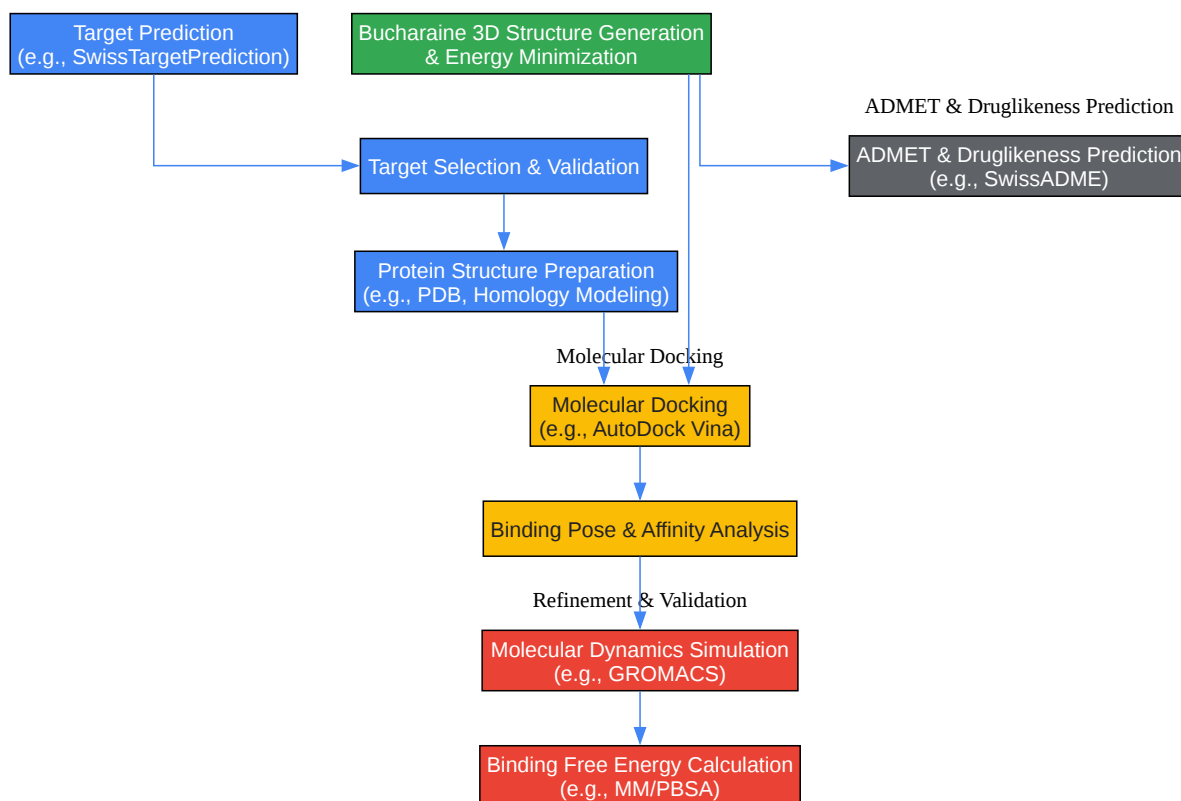 Target Prediction
(e.g., SwissTargetPrediction)
Bucharaine 3D Structure Generation
& Energy Minimization
ADMET & Druglikeness Prediction
ADMET & Druglikeness Prediction
(e.g., SwissADME)
Target Selection & Validation
Protein Structure Preparation
(e.g., PDB, Homology Modeling)
Molecular Docking
Molecular Docking
(e.g., AutoDock Vina)
Binding Pose & Affinity Analysis
Refinement & Validation
Molecular Dynamics Simulation
(e.g., GROMACS)
Binding Free Energy Calculation
(e.g., MM/PBSA)